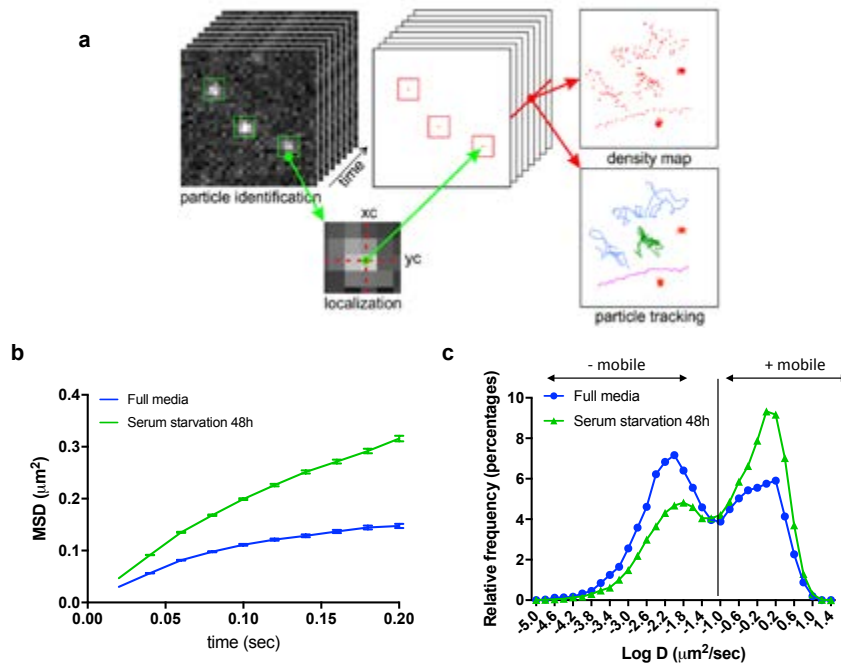 a
particle identification
time
xc
yc
localization
density map
particle tracking
b
Full media
Serum starvation 48h
MSD (μm²)
0.4
0.3
0.2
0.1
0.0
0.00
0.05
0.10
0.15
0.20
time (sec)
c
- mobile
+ mobile
Full media
Serum starvation 48h
Relative frequency (percentages)
10
8
6
4
2
0
-5.0
-4.6
-4.2
-3.8
-3.4
-3.0
-2.6
-2.2
-1.8
-1.4
-1.0
-0.6
-0.2
0.2
0.6
1.0
1.4
Log D (μm²/sec)